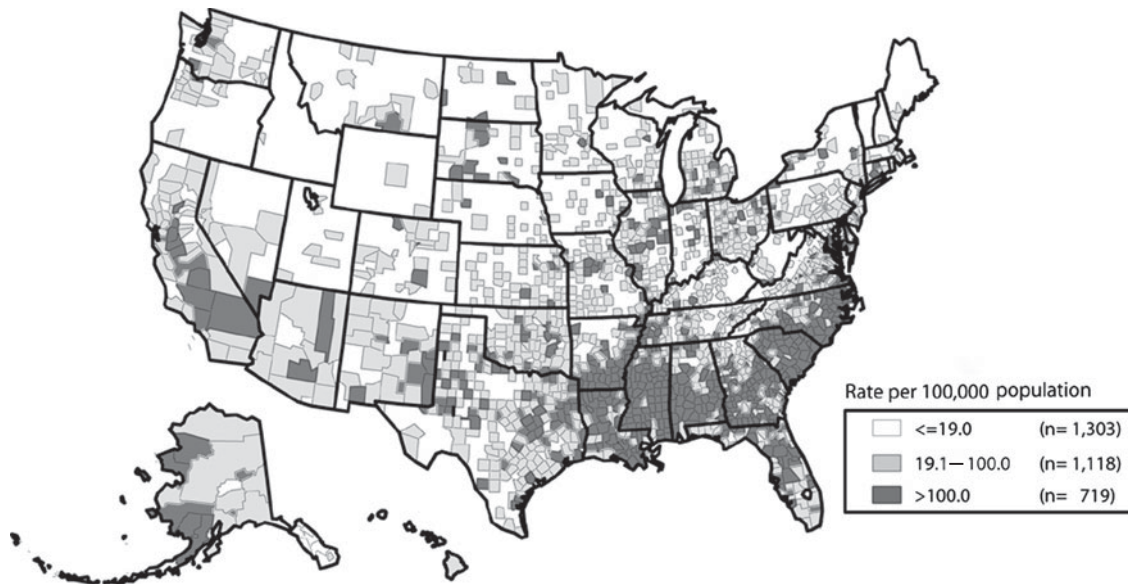 Rate per 100,000 population
<=19.0 (n= 1,303)
19.1—100.0 (n= 1,118)
>100.0 (n= 719)